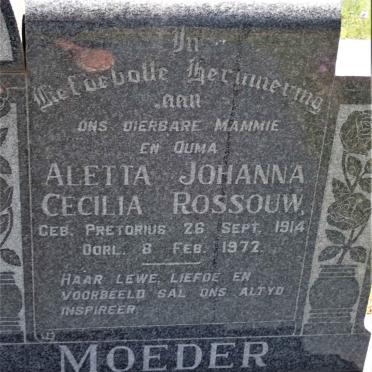 In
Liefdevolle Herinnering
aan
ONS DIERBARE MAMMIE
EN OUMA
ALETTA JOHANNA
CECILIA ROSSOUW,
GEB. PRETORIUS 26 SEPT. 1914
OORL. 8 FEB. 1972.
HAAR LEWE, LIEFDE EN
VOORBEELD SAL ONS ALTYD
INSPIREER
MOEDER